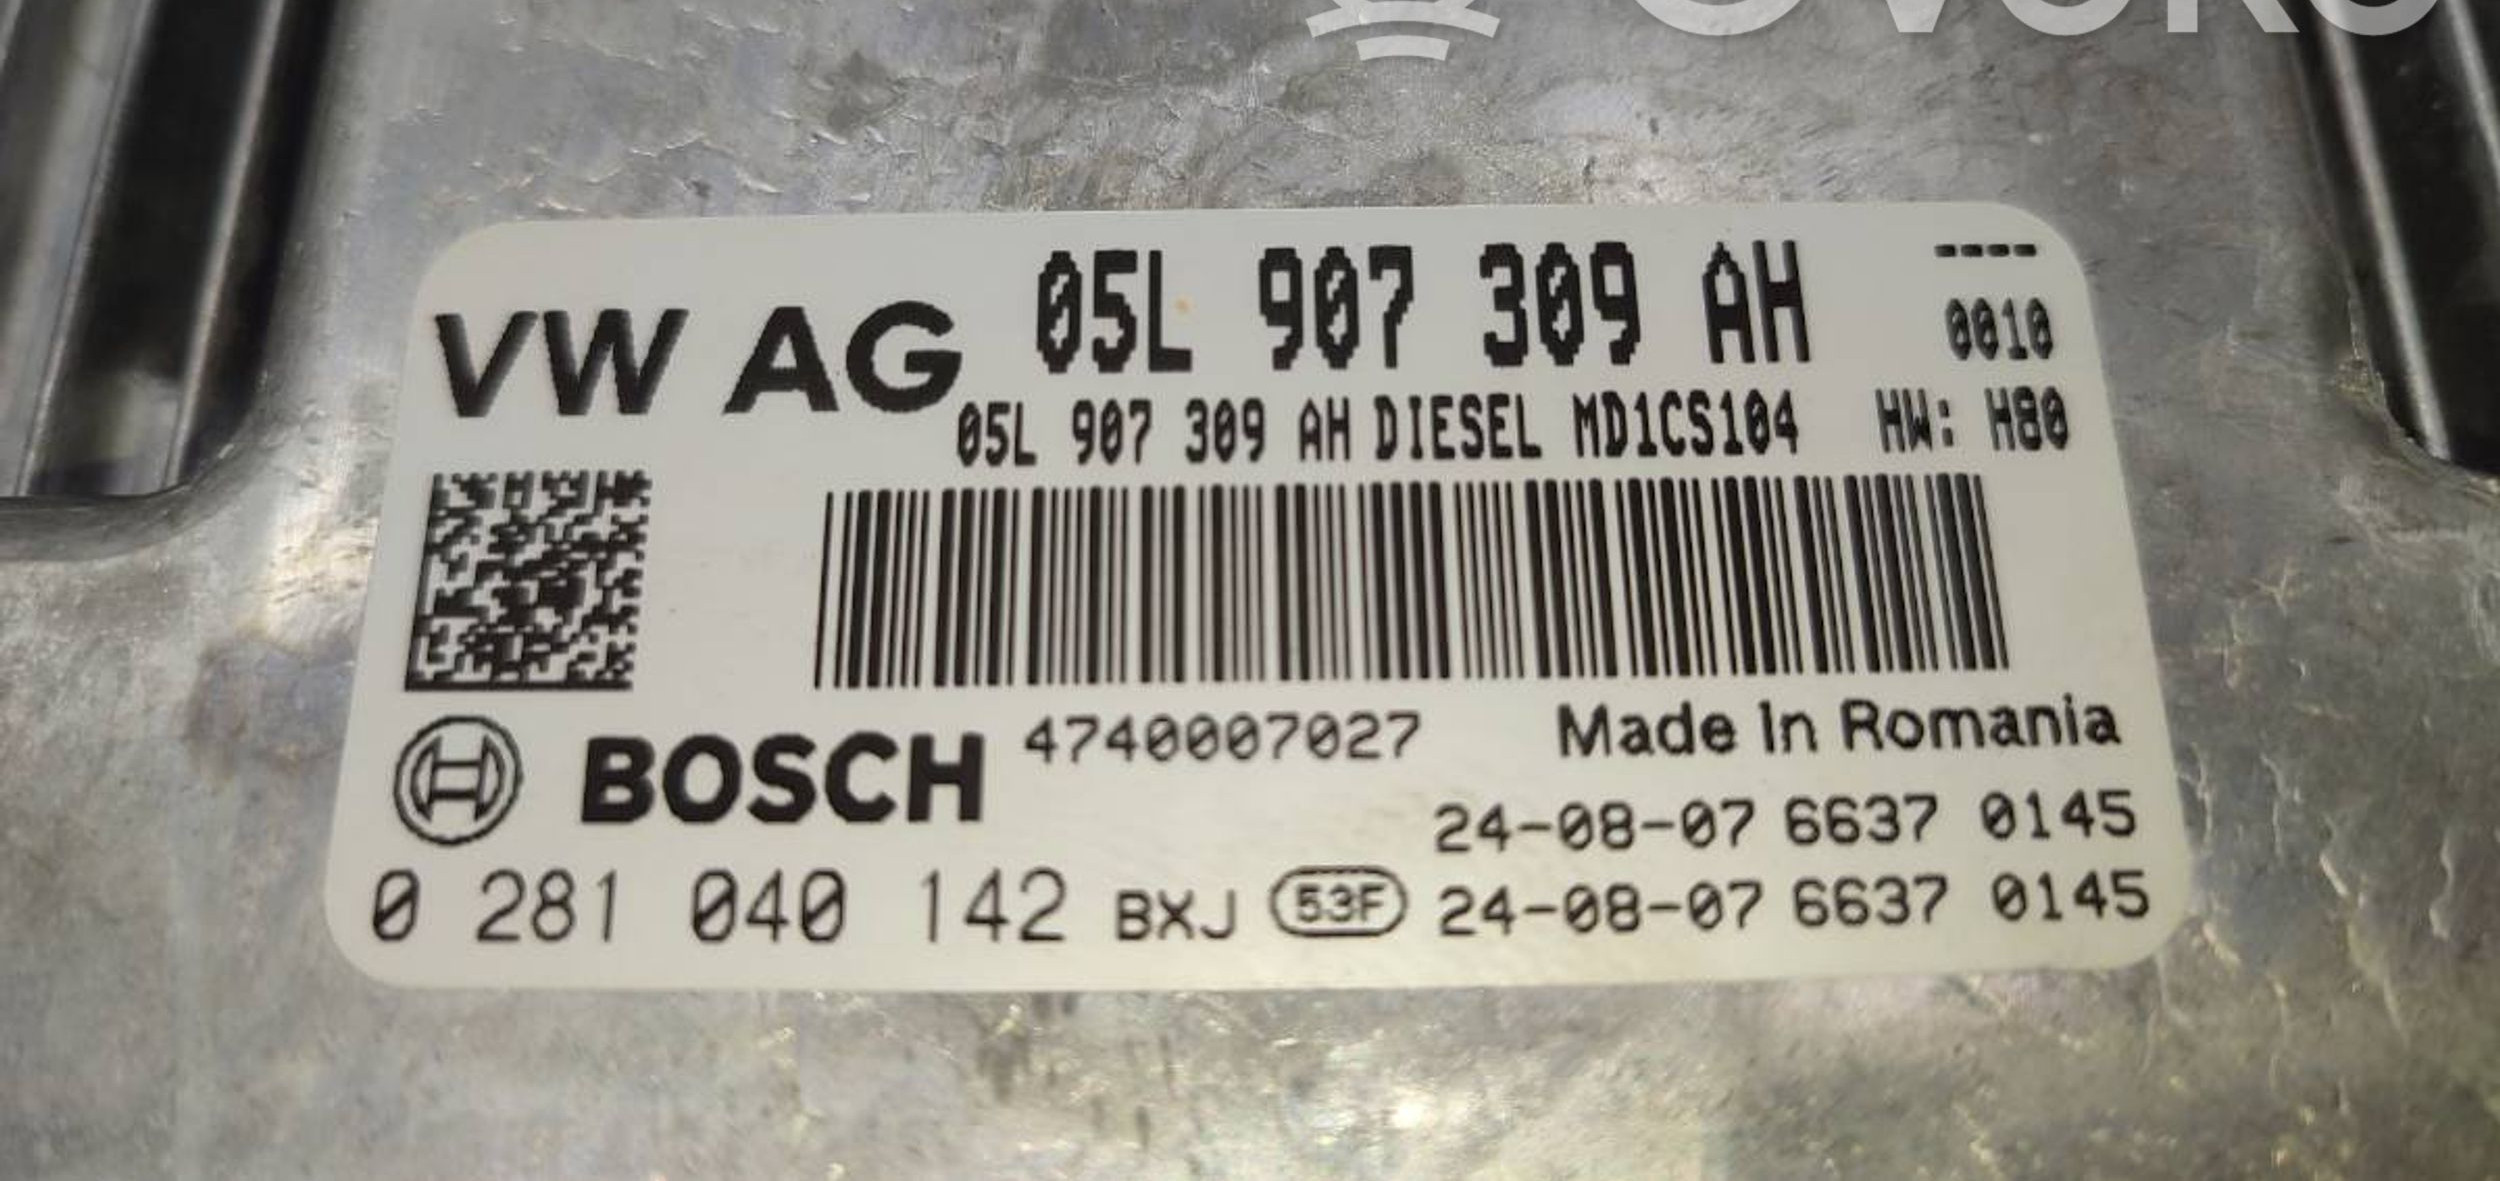 OVOKO
VW AG 05L 907 309 AH ----
0010
05L 907 309 AH DIESEL MD1CS104 HW: H80
BOSCH 4740007027 Made In Romania
24-08-07 6637 0145
0 281 040 142 BXJ 53F 24-08-07 6637 0145